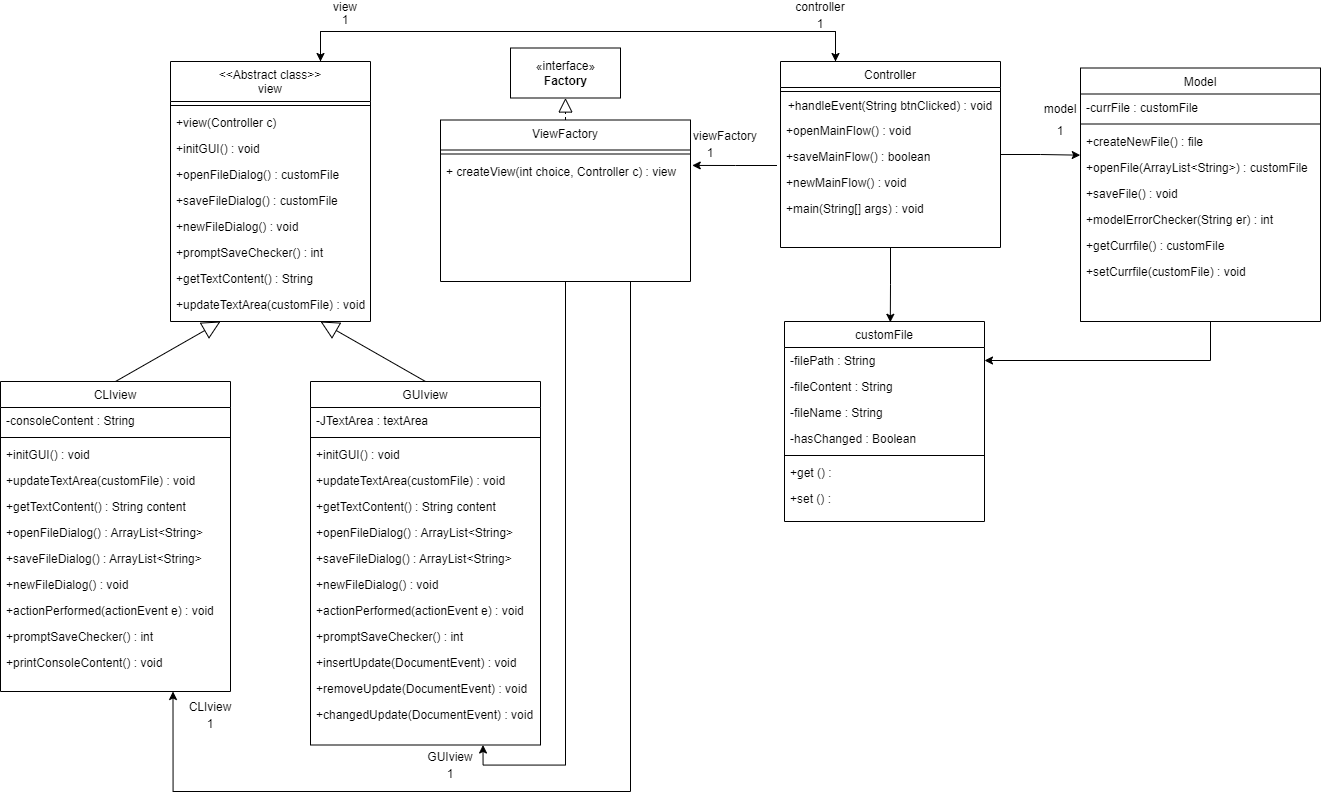 view
1
controller
1
<<Abstract class>>
view
+view(Controller c)
+initGUI() : void
+openFileDialog() : customFile
+saveFileDialog() : customFile
+newFileDialog() : void
+promptSaveChecker() : int
+getTextContent() : String
+updateTextArea(customFile) : void
«interface»
Factory
ViewFactory
+ createView(int choice, Controller c) : view
viewFactory
1
Controller
+handleEvent(String btnClicked) : void
+openMainFlow() : void
+saveMainFlow() : boolean
+newMainFlow() : void
+main(String[] args) : void
model
1
Model
-currFile : customFile
+createNewFile() : file
+openFile(ArrayList<String>) : customFile
+saveFile() : void
+modelErrorChecker(String er) : int
+getCurrfile() : customFile
+setCurrfile(customFile) : void
customFile
-filePath : String
-fileContent : String
-fileName : String
-hasChanged : Boolean
+get () :
+set () :
CLIview
-consoleContent : String
+initGUI() : void
+updateTextArea(customFile) : void
+getTextContent() : String content
+openFileDialog() : ArrayList<String>
+saveFileDialog() : ArrayList<String>
+newFileDialog() : void
+actionPerformed(actionEvent e) : void
+promptSaveChecker() : int
+printConsoleContent() : void
CLIview
1
GUIview
-JTextArea : textArea
+initGUI() : void
+updateTextArea(customFile) : void
+getTextContent() : String content
+openFileDialog() : ArrayList<String>
+saveFileDialog() : ArrayList<String>
+newFileDialog() : void
+actionPerformed(actionEvent e) : void
+promptSaveChecker() : int
+insertUpdate(DocumentEvent) : void
+removeUpdate(DocumentEvent) : void
+changedUpdate(DocumentEvent) : void
GUIview
1